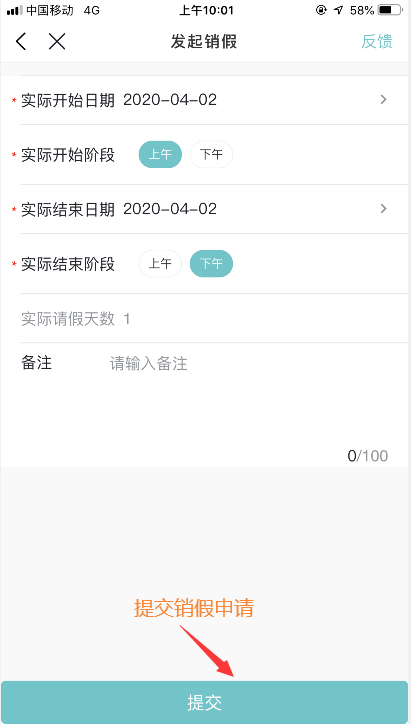 中国移动 4G 上午10:01 58%
发起销假 反馈
* 实际开始日期 2020-04-02
* 实际开始阶段 上午 下午
* 实际结束日期 2020-04-02
* 实际结束阶段 上午 下午
实际请假天数 1
备注 请输入备注
0/100
提交销假申请
提交